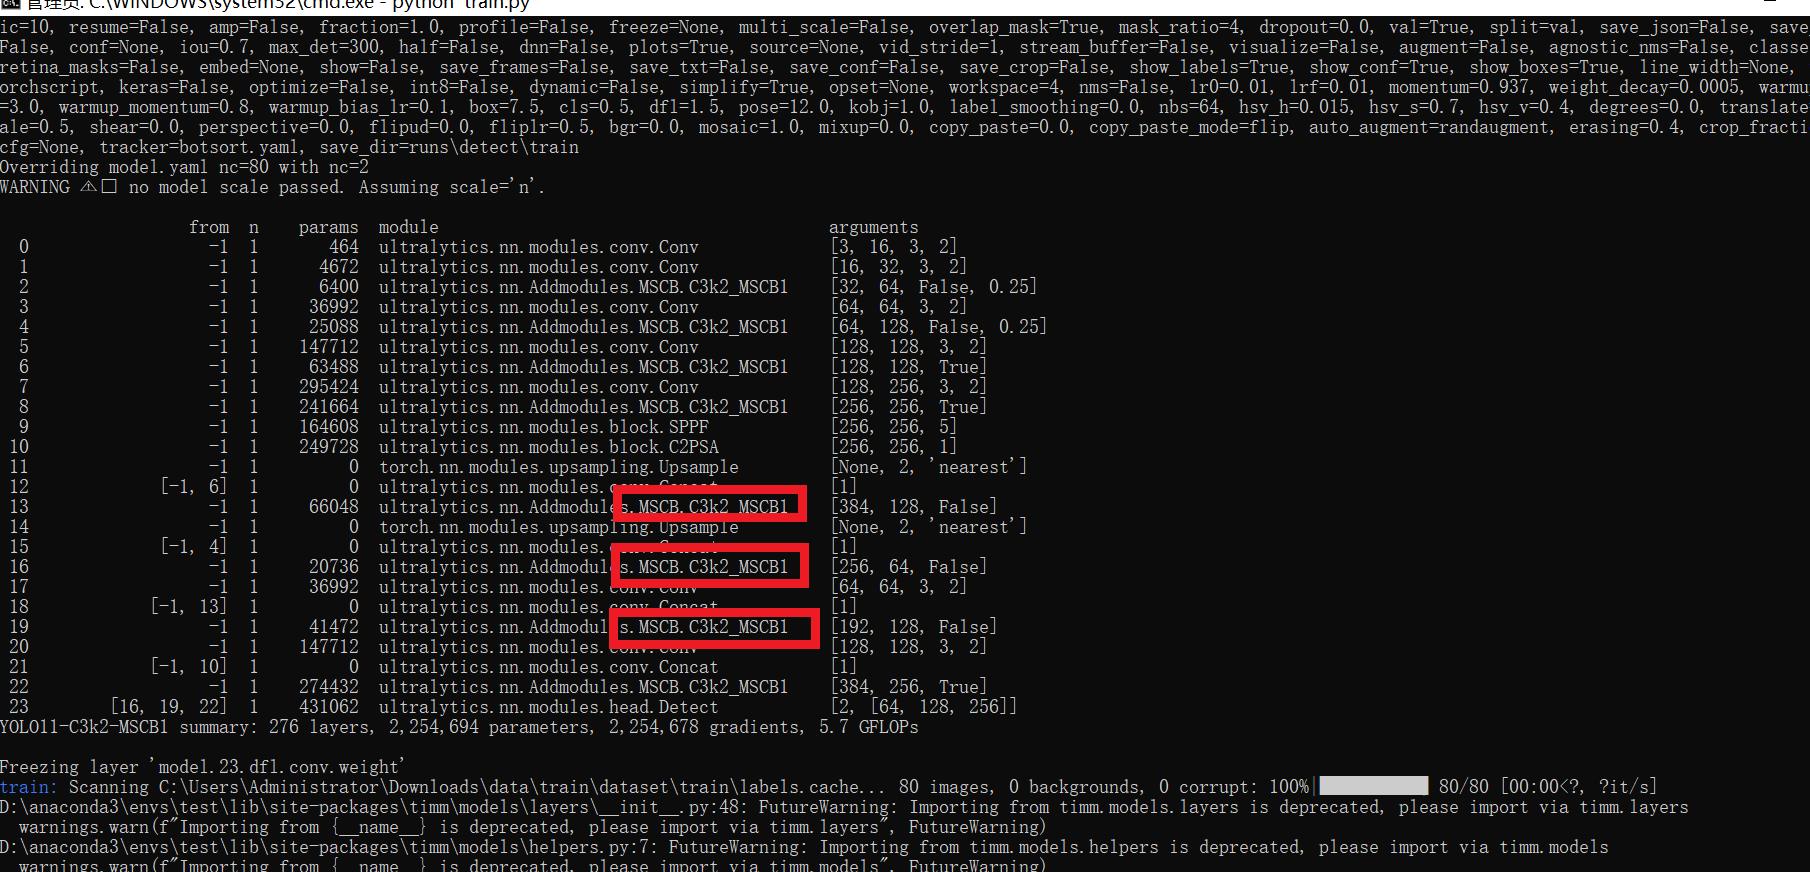 管理员: C:\WINDOWS\system32\cmd.exe - python train.py
ic=10, resume=False, amp=False, fraction=1.0, profile=False, freeze=None, multi_scale=False, overlap_mask=True, mask_ratio=4, dropout=0.0, val=True, split=val, save_json=False, save_
False, conf=None, iou=0.7, max_det=300, half=False, dnn=False, plots=True, source=None, vid_stride=1, stream_buffer=False, visualize=False, augment=False, agnostic_nms=False, classe
retina_masks=False, embed=None, show=False, save_frames=False, save_txt=False, save_conf=False, save_crop=False, show_labels=True, show_conf=True, show_boxes=True, line_width=None,
orchscript, keras=False, optimize=False, int8=False, dynamic=False, simplify=True, opset=None, workspace=4, nms=False, lr0=0.01, lrf=0.01, momentum=0.937, weight_decay=0.0005, warmu
=3.0, warmup_momentum=0.8, warmup_bias_lr=0.1, box=7.5, cls=0.5, dfl=1.5, pose=12.0, kobj=1.0, label_smoothing=0.0, nbs=64, hsv_h=0.015, hsv_s=0.7, hsv_v=0.4, degrees=0.0, translate
ale=0.5, shear=0.0, perspective=0.0, flipud=0.0, fliplr=0.5, bgr=0.0, mosaic=1.0, mixup=0.0, copy_paste=0.0, copy_paste_mode=flip, auto_augment=randaugment, erasing=0.4, crop_fracti
cfg=None, tracker=botsort.yaml, save_dir=runs\detect\train
Overriding model.yaml nc=80 with nc=2
WARNING ⚠□ no model scale passed. Assuming scale='n'.
from n params module arguments
0 -1 1 464 ultralytics.nn.modules.conv.Conv [3, 16, 3, 2]
1 -1 1 4672 ultralytics.nn.modules.conv.Conv [16, 32, 3, 2]
2 -1 1 6400 ultralytics.nn.Addmodules.MSCB.C3k2_MSCB1 [32, 64, False, 0.25]
3 -1 1 36992 ultralytics.nn.modules.conv.Conv [64, 64, 3, 2]
4 -1 1 25088 ultralytics.nn.Addmodules.MSCB.C3k2_MSCB1 [64, 128, False, 0.25]
5 -1 1 147712 ultralytics.nn.modules.conv.Conv [128, 128, 3, 2]
6 -1 1 63488 ultralytics.nn.Addmodules.MSCB.C3k2_MSCB1 [128, 128, True]
7 -1 1 295424 ultralytics.nn.modules.conv.Conv [128, 256, 3, 2]
8 -1 1 241664 ultralytics.nn.Addmodules.MSCB.C3k2_MSCB1 [256, 256, True]
9 -1 1 164608 ultralytics.nn.modules.block.SPPF [256, 256, 5]
10 -1 1 249728 ultralytics.nn.modules.block.C2PSA [256, 256, 1]
11 -1 1 0 torch.nn.modules.upsampling.Upsample [None, 2, 'nearest']
12 [-1, 6] 1 0 ultralytics.nn.modules.conv.Concat [1]
13 -1 1 66048 ultralytics.nn.Addmodules.MSCB.C3k2_MSCB1 [384, 128, False]
14 -1 1 0 torch.nn.modules.upsampling.Upsample [None, 2, 'nearest']
15 [-1, 4] 1 0 ultralytics.nn.modules.conv.Concat [1]
16 -1 1 20736 ultralytics.nn.Addmodules.MSCB.C3k2_MSCB1 [256, 64, False]
17 -1 1 36992 ultralytics.nn.modules.conv.Conv [64, 64, 3, 2]
18 [-1, 13] 1 0 ultralytics.nn.modules.conv.Concat [1]
19 -1 1 41472 ultralytics.nn.Addmodules.MSCB.C3k2_MSCB1 [192, 128, False]
20 -1 1 147712 ultralytics.nn.modules.conv.Conv [128, 128, 3, 2]
21 [-1, 10] 1 0 ultralytics.nn.modules.conv.Concat [1]
22 -1 1 274432 ultralytics.nn.Addmodules.MSCB.C3k2_MSCB1 [384, 256, True]
23 [16, 19, 22] 1 431062 ultralytics.nn.modules.head.Detect [2, [64, 128, 256]]
YOLO11-C3k2-MSCB1 summary: 276 layers, 2,254,694 parameters, 2,254,678 gradients, 5.7 GFLOPs
Freezing layer 'model.23.dfl.conv.weight'
train: Scanning C:\Users\Administrator\Downloads\data\train\dataset\train\labels.cache... 80 images, 0 backgrounds, 0 corrupt: 100%|██████████ 80/80 [00:00<?, ?it/s]
D:\anaconda3\envs\test\lib\site-packages\timm\models\layers\__init__.py:48: FutureWarning: Importing from timm.models.layers is deprecated, please import via timm.layers
warnings.warn(f"Importing from {__name__} is deprecated, please import via timm.layers", FutureWarning)
D:\anaconda3\envs\test\lib\site-packages\timm\models\helpers.py:7: FutureWarning: Importing from timm.models.helpers is deprecated, please import via timm.models
warnings.warn(f"Importing from {__name__} is deprecated, please import via timm.models", FutureWarning)